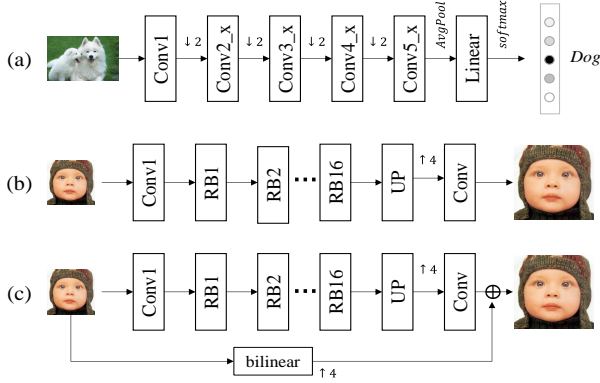 (a) Conv1 ↓2 Conv2_x ↓2 Conv3_x ↓2 Conv4_x ↓2 Conv5_x AvgPool Linear softmax Dog
(b) Conv1 RB1 RB2 ··· RB16 UP ↑4 Conv
(c) Conv1 RB1 RB2 ··· RB16 UP ↑4 Conv ⊕
bilinear ↑4